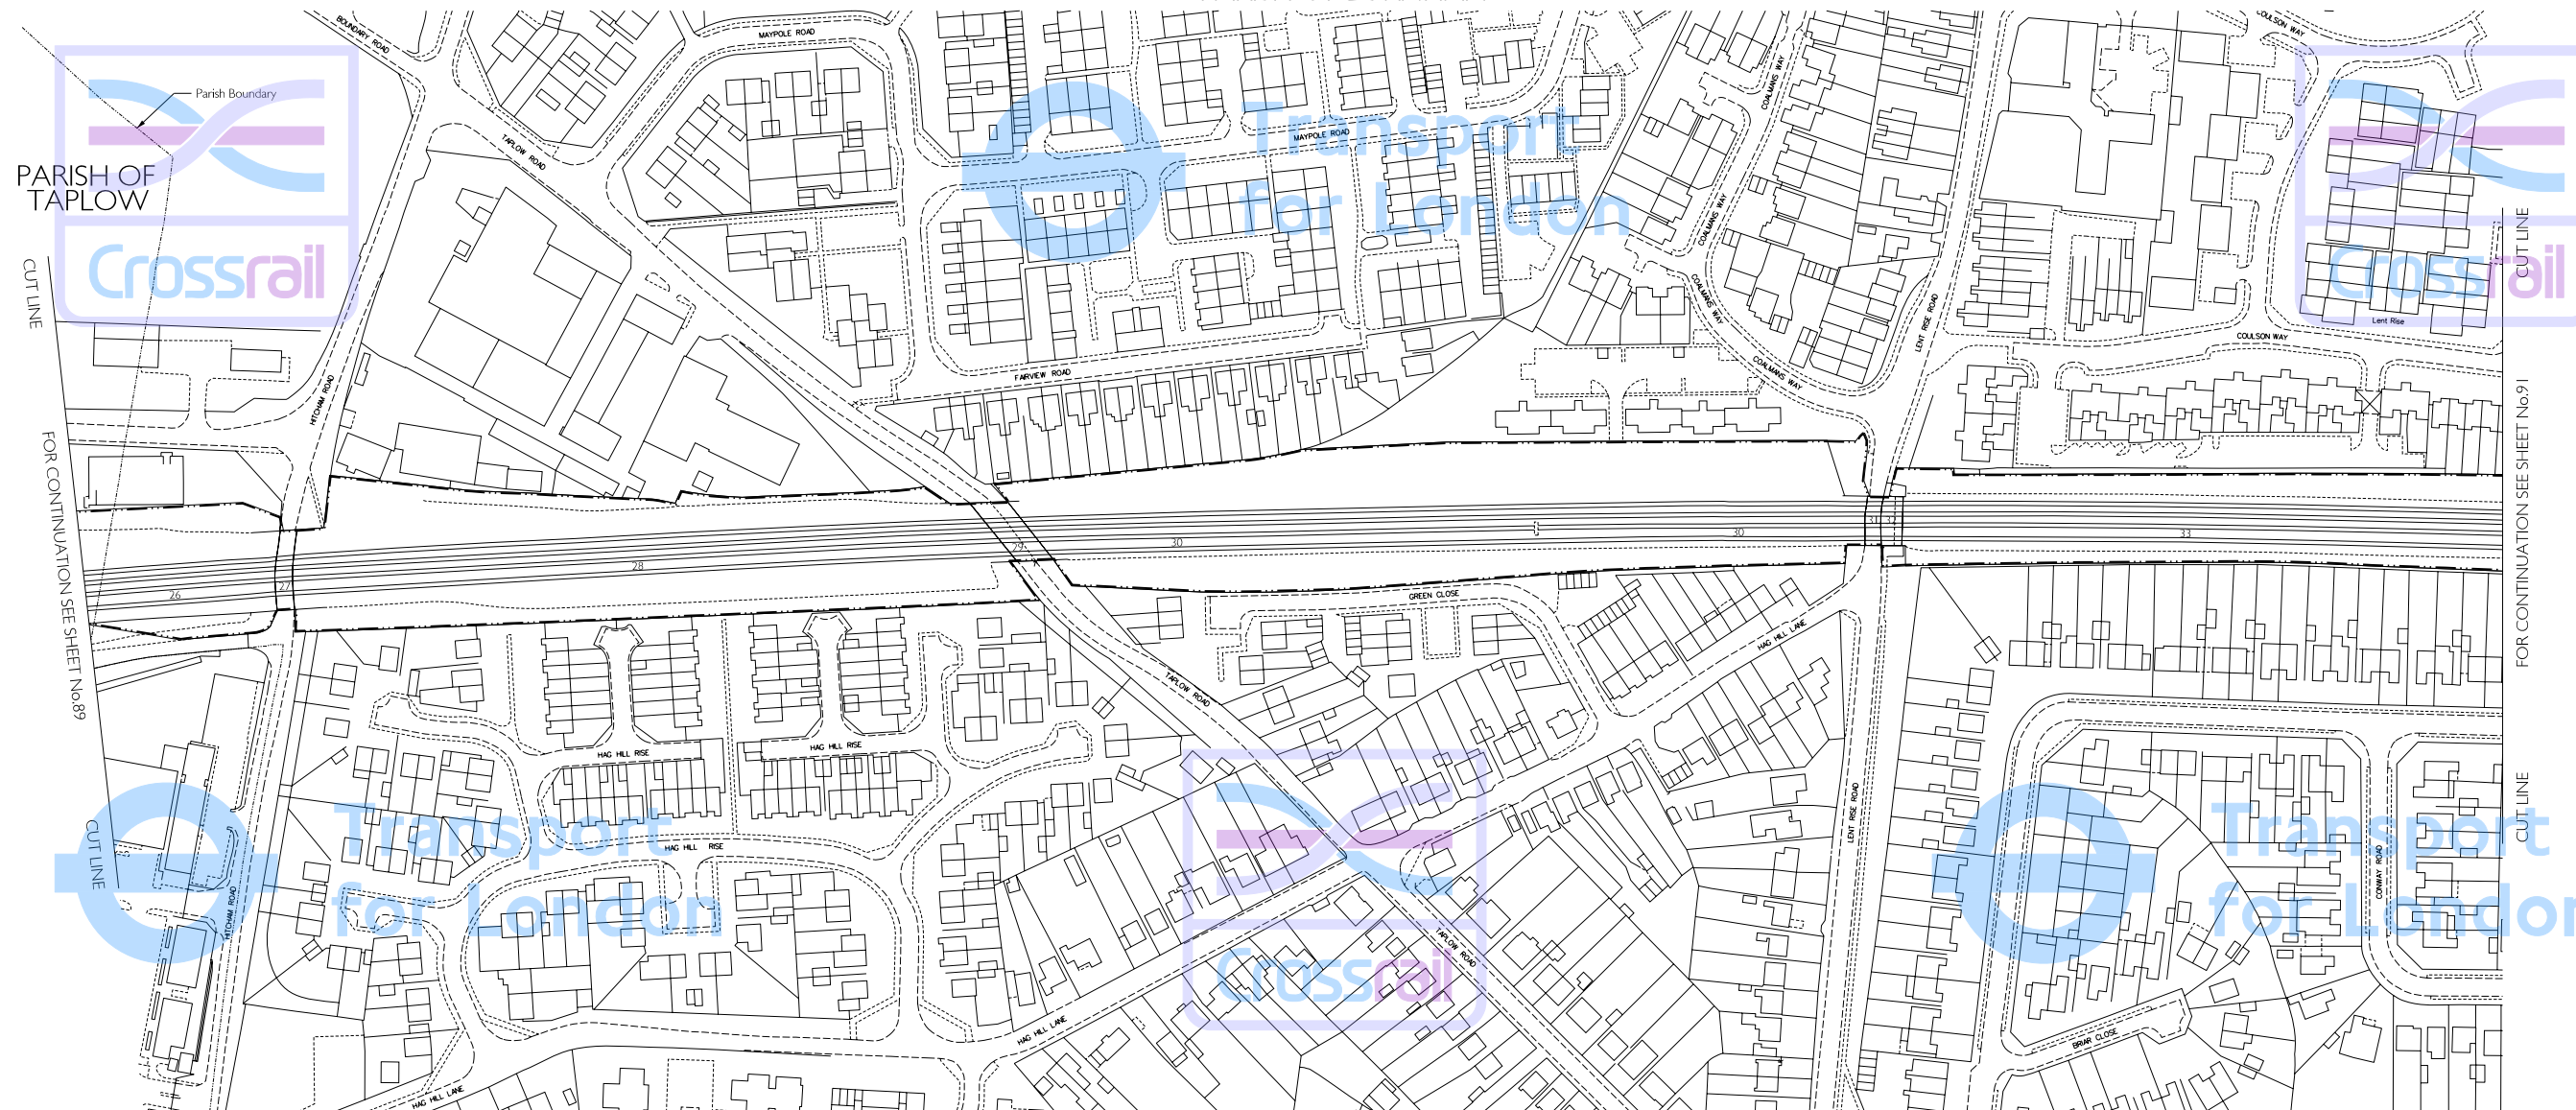 BOUNDARY ROAD
MAYPOLE ROAD
COULSON WAY
Parish Boundary
TAPLOW ROAD
MAYPOLE ROAD
COALMANS WAY
PARISH OF
TAPLOW
Crossrail
Transport
for London
Crossrail
CUT LINE
HITCHAM ROAD
FAIRVIEW ROAD
COALMANS WAY
COALMANS WAY
COALMANS WAY
LENT RISE ROAD
Lent Rise
COULSON WAY
CUT LINE
FOR CONTINUATION SEE SHEET No.89
FOR CONTINUATION SEE SHEET No.91
26
27
28
29
30
30
31
32
33
GREEN CLOSE
HAG HILL LANE
TAPLOW ROAD
HAG HILL RISE
HAG HILL RISE
HAG HILL RISE
LENT RISE ROAD
CUT LINE
CUT LINE
Transport
for London
Crossrail
Transport
for London
HITCHAM ROAD
TAPLOW ROAD
CONWAY ROAD
HAG HILL LANE
BRIAR CLOSE
HAG HILL LANE